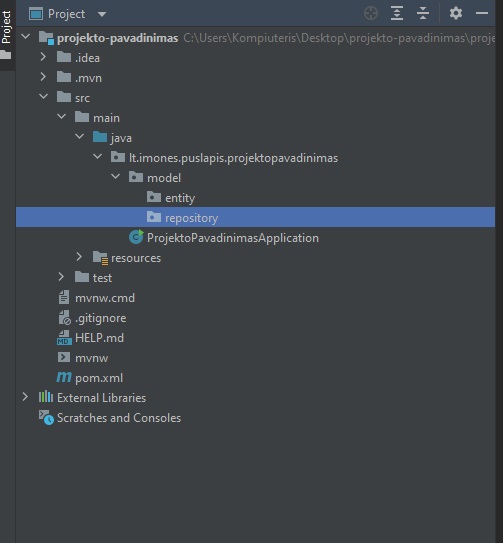 Project
Project
projekto-pavadinimas C:\Users\Kompiuteris\Desktop\projekto-pavadinimas\proje
.idea
.mvn
src
main
java
lt.imones.puslapis.projektopavadinimas
model
entity
repository
ProjektoPavadinimasApplication
resources
test
mvnw.cmd
.gitignore
HELP.md
mvnw
pom.xml
External Libraries
Scratches and Consoles